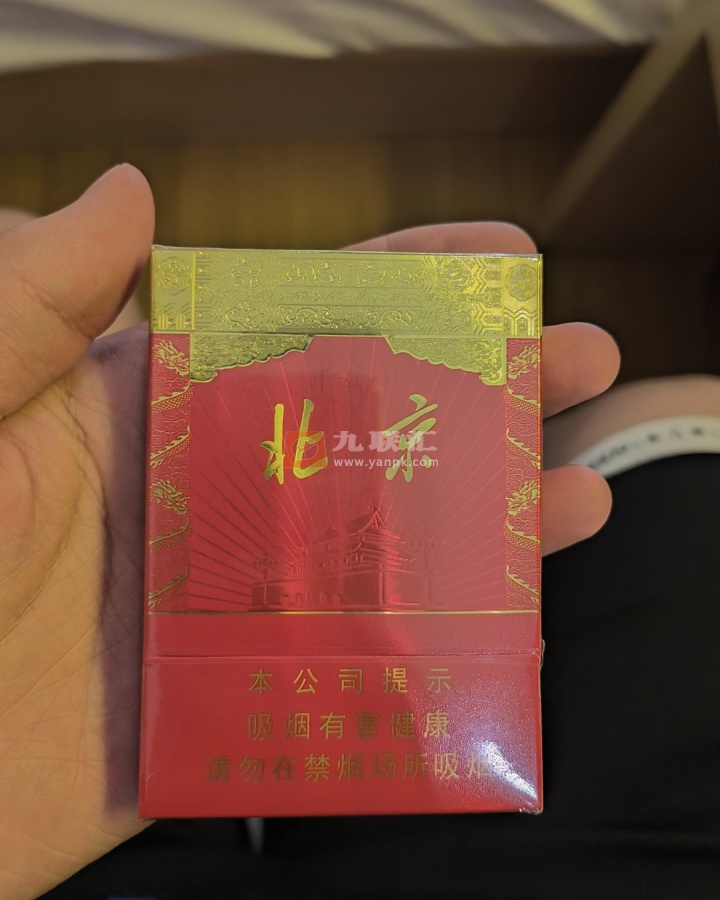 北京
九联汇
www.yanpk.com
本公司提示
吸烟有害健康
请勿在禁烟场所吸烟